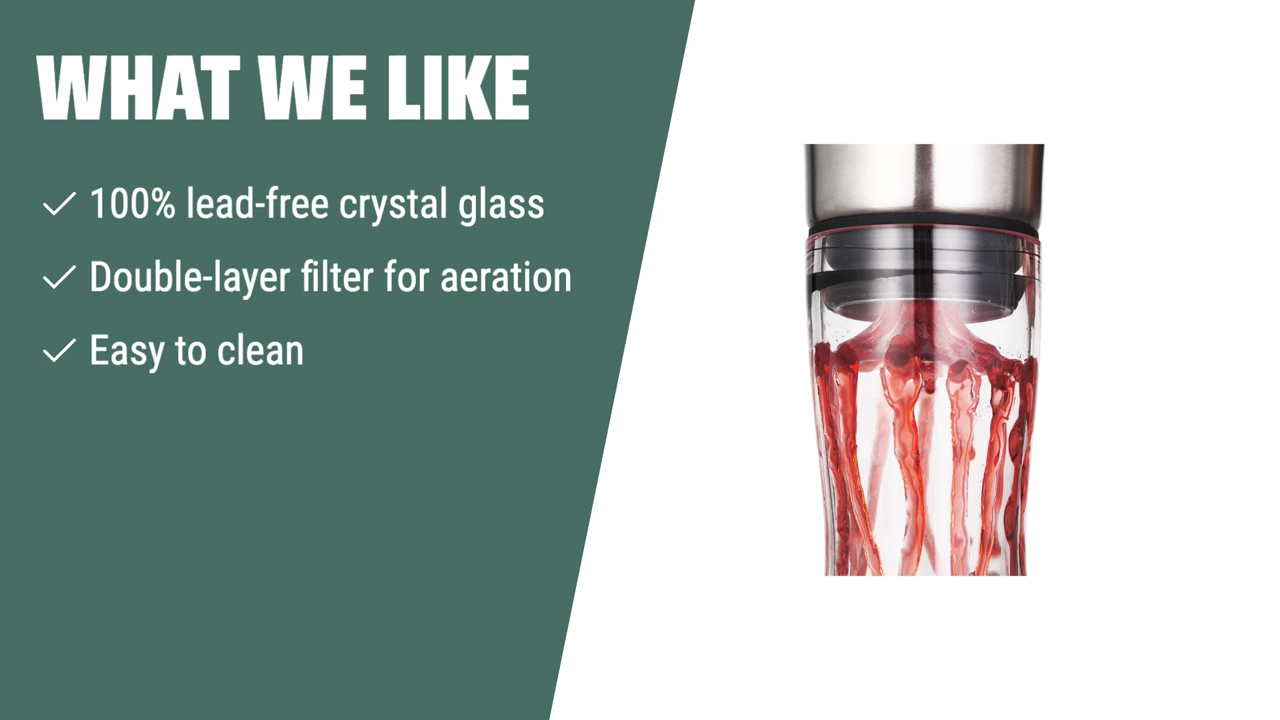 WHAT WE LIKE
100% lead-free crystal glass
Double-layer filter for aeration
Easy to clean